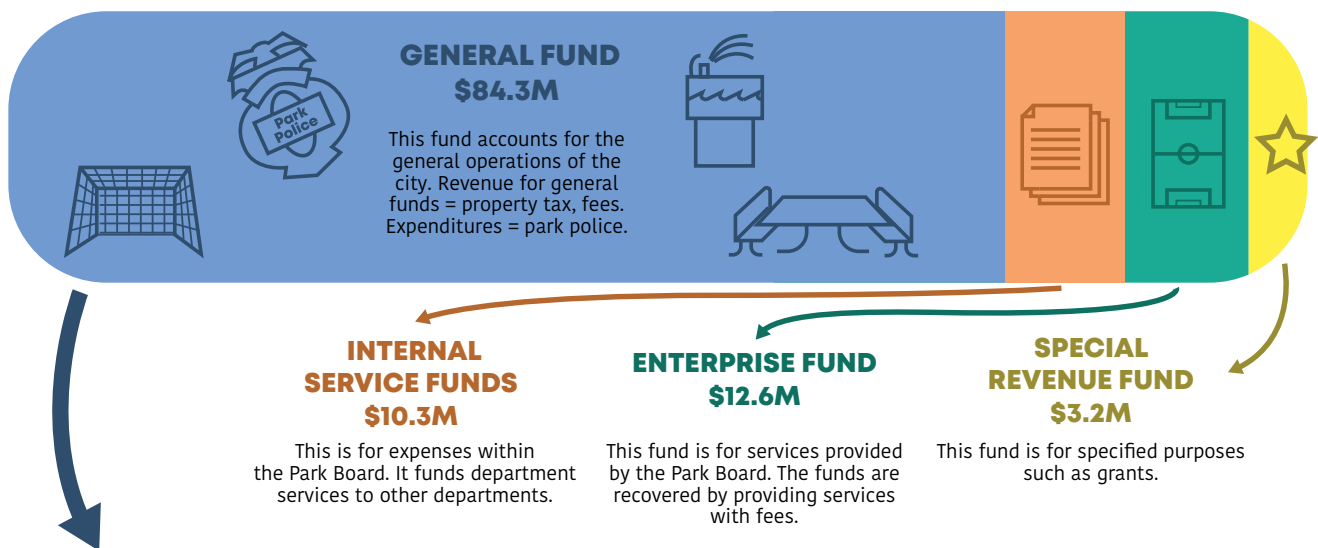 GENERAL FUND
$84.3M
Park
Police
This fund accounts for the
general operations of the
city. Revenue for general
funds = property tax, fees.
Expenditures = park police.
INTERNAL
SERVICE FUNDS
$10.3M
This is for expenses within
the Park Board. It funds department
services to other departments.
ENTERPRISE FUND
$12.6M
This fund is for services provided
by the Park Board. The funds are
recovered by providing services
with fees.
SPECIAL
REVENUE FUND
$3.2M
This fund is for specified purposes
such as grants.